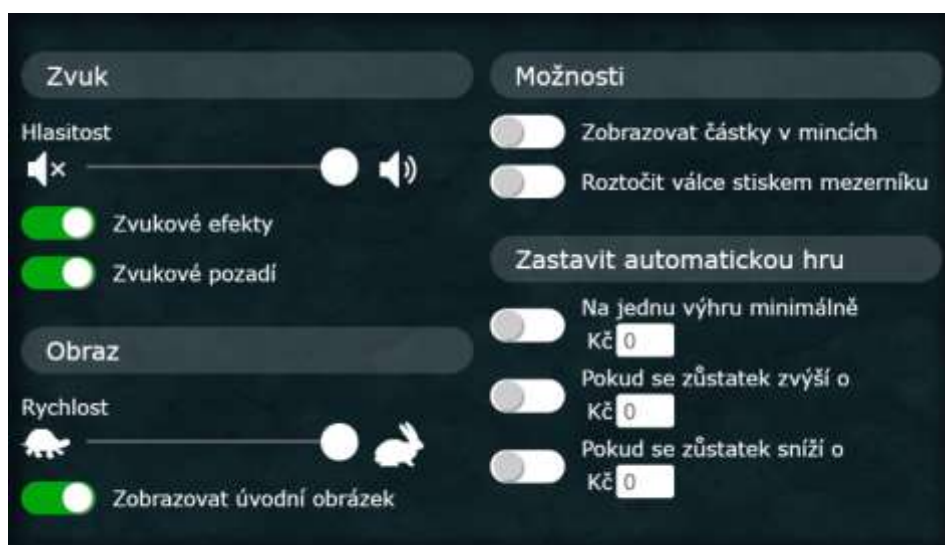 Zvuk
Hlasitost
Zvukové efekty
Zvukové pozadí
Obraz
Rychlost
Zobrazovat úvodní obrázek
Možnosti
Zobrazovat částky v mincích
Roztočit válce stiskem mezerníku
Zastavit automatickou hru
Na jednu výhru minimálně
Kč 0
Pokud se zůstatek zvýší o
Kč 0
Pokud se zůstatek sníží o
Kč 0